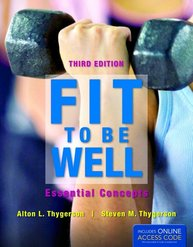 THIRD EDITION
FIT
TO BE
WELL
Essential Concepts
Alton L. Thygerson | Steven M. Thygerson
INCLUDES ONLINE
ACCESS CODE